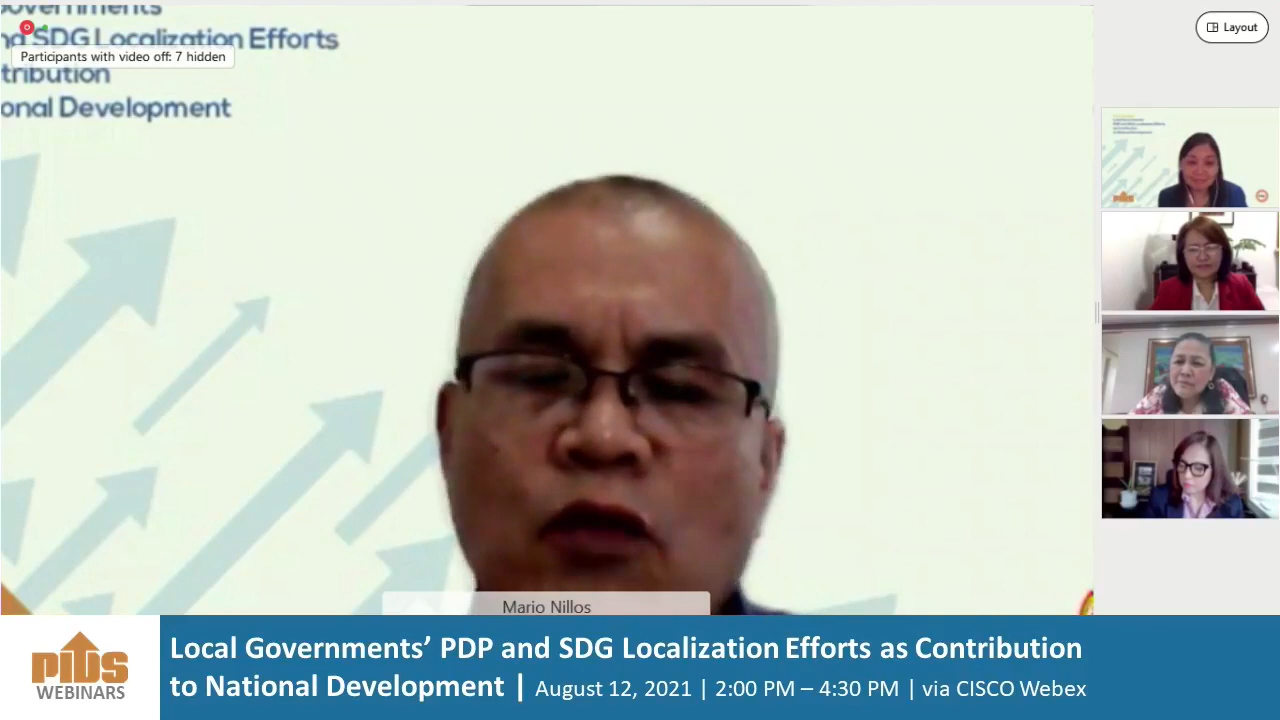 overnments
nd SDG Localization Efforts
Participants with video off: 7 hidden
tribution
onal Development
Layout
Mario Nillos
PIDS
WEBINARS
Local Governments' PDP and SDG Localization Efforts as Contribution
to National Development | August 12, 2021 | 2:00 PM – 4:30 PM | via CISCO Webex